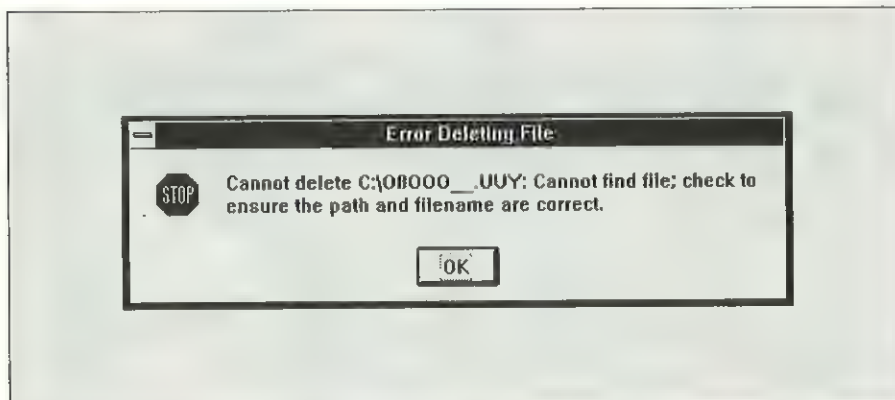 Error Deleting File
STOP
Cannot delete C:\OBOOO__.UUY: Cannot find file; check to
ensure the path and filename are correct.
OK